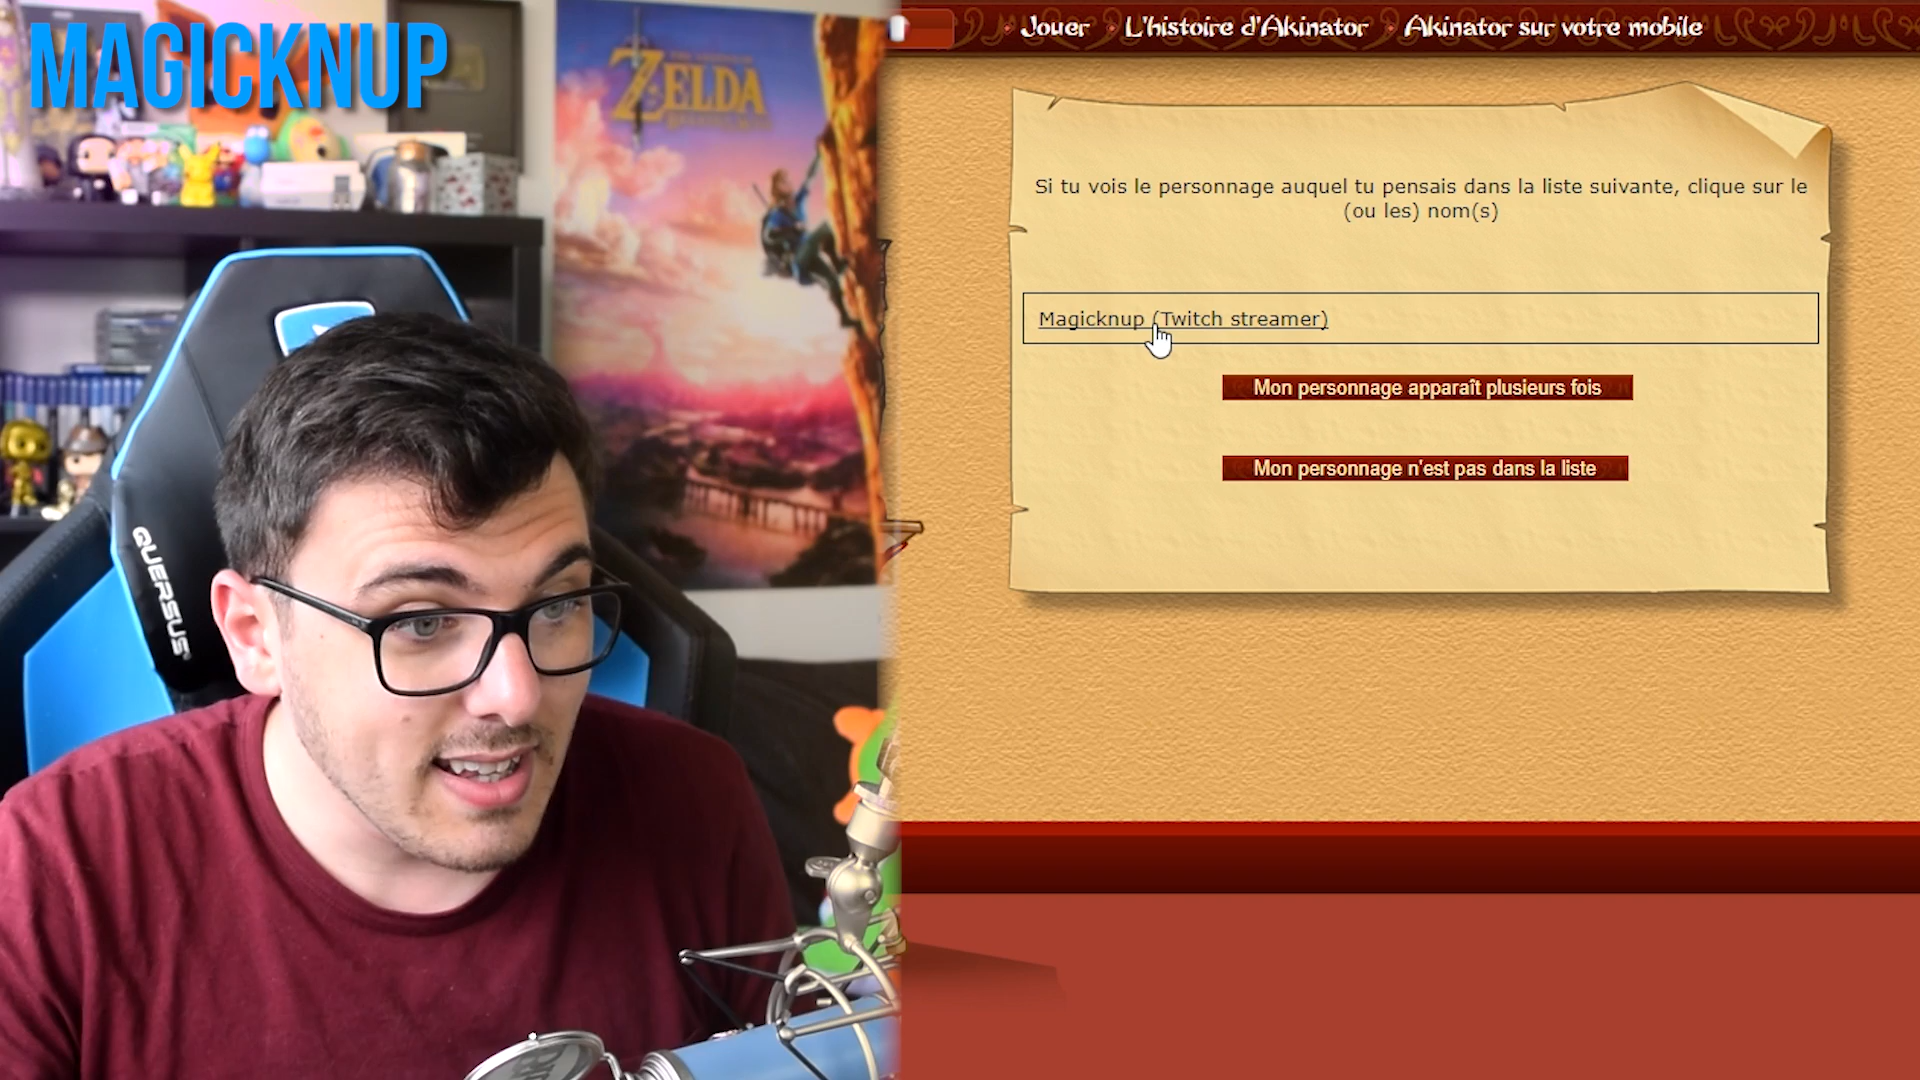 MAGICKNUP
Jouer
L'histoire d'Akinator
Akinator sur votre mobile
ZELDA
Si tu vois le personnage auquel tu pensais dans la liste suivante, clique sur le
(ou les) nom(s)
Magicknup (Twitch streamer)
Mon personnage apparaît plusieurs fois
Mon personnage n'est pas dans la liste
QUERSUS